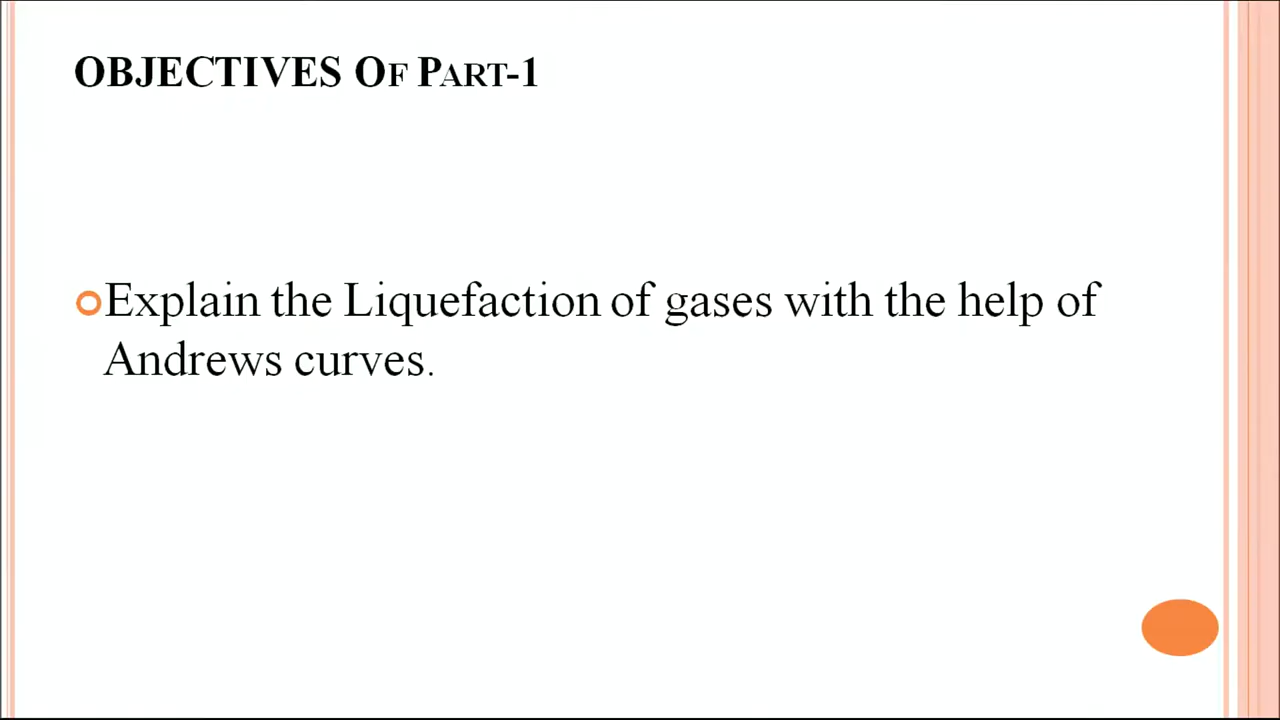 OBJECTIVES OF PART-1
Explain the Liquefaction of gases with the help of
Andrews curves.